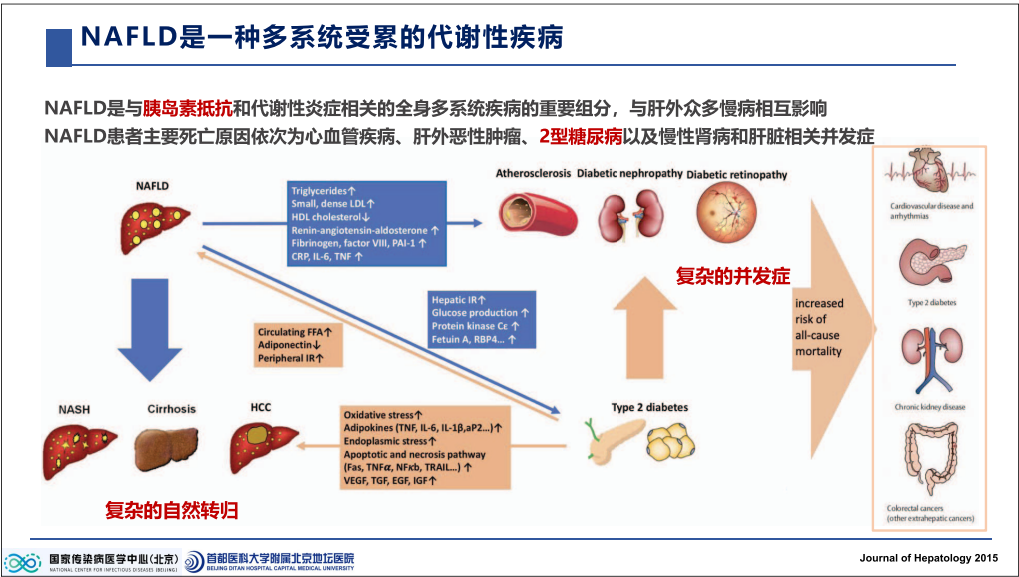 NAFLD是一种多系统受累的代谢性疾病
NAFLD是与胰岛素抵抗和代谢性炎症相关的全身多系统疾病的重要组分，与肝外众多慢病相互影响
NAFLD患者主要死亡原因依次为心血管疾病、肝外恶性肿瘤、2型糖尿病以及慢性肾病和肝脏相关并发症
NAFLD
Triglycerides↑
Small, dense LDL↑
HDL cholesterol↓
Renin-angiotensin-aldosterone ↑
Fibrinogen, factor VIII, PAI-1 ↑
CRP, IL-6, TNF ↑
Atherosclerosis
Diabetic nephropathy
Diabetic retinopathy
复杂的并发症
Hepatic IR↑
Glucose production ↑
Protein kinase Cε ↑
Fetuin A, RBP4... ↑
Circulating FFA↑
Adiponectin↓
Peripheral IR↑
increased
risk of
all-cause
mortality
Cardiovascular disease and
arrhythmias
Type 2 diabetes
Chronic kidney disease
Colorectal cancers
(other extrahepatic cancers)
NASH
Cirrhosis
HCC
Oxidative stress↑
Adipokines (TNF, IL-6, IL-1β,aP2...)↑
Endoplasmic stress↑
Apoptotic and necrosis pathway
(Fas, TNFα, NFκb, TRAIL...) ↑
VEGF, TGF, EGF, IGF↑
Type 2 diabetes
复杂的自然转归
国家传染病医学中心(北京)
NATIONAL CENTER FOR INFECTIOUS DISEASES (BEIJING)
首都医科大学附属北京地坛医院
BEIJING DITAN HOSPITAL CAPITAL MEDICAL UNIVERSITY
Journal of Hepatology 2015